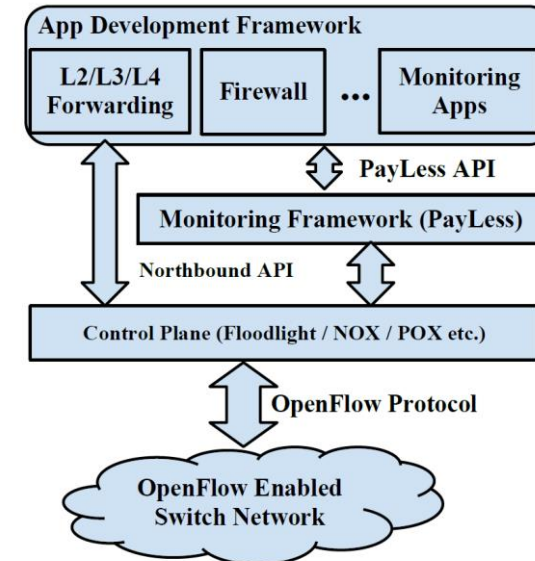 App Development Framework
L2/L3/L4
Forwarding
Firewall
...
Monitoring
Apps
PayLess API
Monitoring Framework (PayLess)
Northbound API
Control Plane (Floodlight / NOX / POX etc.)
OpenFlow Protocol
OpenFlow Enabled
Switch Network